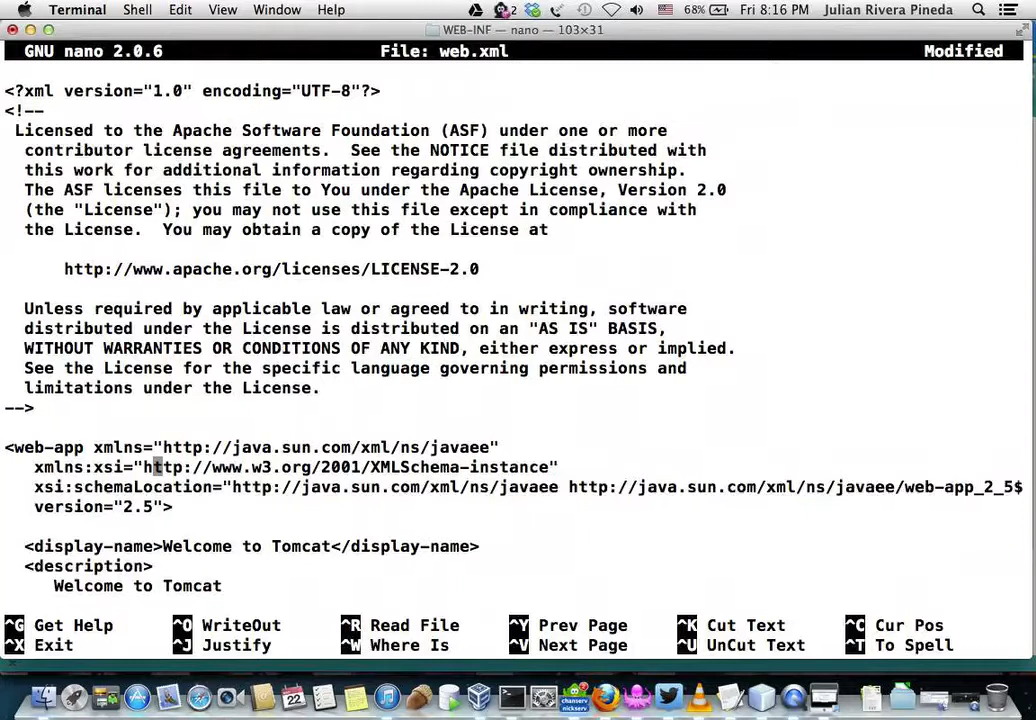 Terminal Shell Edit View Window Help 2 68% Fri 8:16 PM Julian Rivera Pineda
WEB-INF — nano — 103×31
GNU nano 2.0.6 File: web.xml Modified
<?xml version="1.0" encoding="UTF-8"?>
<!--
Licensed to the Apache Software Foundation (ASF) under one or more
contributor license agreements.  See the NOTICE file distributed with
this work for additional information regarding copyright ownership.
The ASF licenses this file to You under the Apache License, Version 2.0
(the "License"); you may not use this file except in compliance with
the License.  You may obtain a copy of the License at
http://www.apache.org/licenses/LICENSE-2.0
Unless required by applicable law or agreed to in writing, software
distributed under the License is distributed on an "AS IS" BASIS,
WITHOUT WARRANTIES OR CONDITIONS OF ANY KIND, either express or implied.
See the License for the specific language governing permissions and
limitations under the License.
-->
<web-app xmlns="http://java.sun.com/xml/ns/javaee"
xmlns:xsi="http://www.w3.org/2001/XMLSchema-instance"
xsi:schemaLocation="http://java.sun.com/xml/ns/javaee http://java.sun.com/xml/ns/javaee/web-app_2_5$
version="2.5">
<display-name>Welcome to Tomcat</display-name>
<description>
Welcome to Tomcat
^G Get Help ^O WriteOut ^R Read File ^Y Prev Page ^K Cut Text ^C Cur Pos
^X Exit ^J Justify ^W Where Is ^V Next Page ^U UnCut Text ^T To Spell
22
chanserv
nickserv